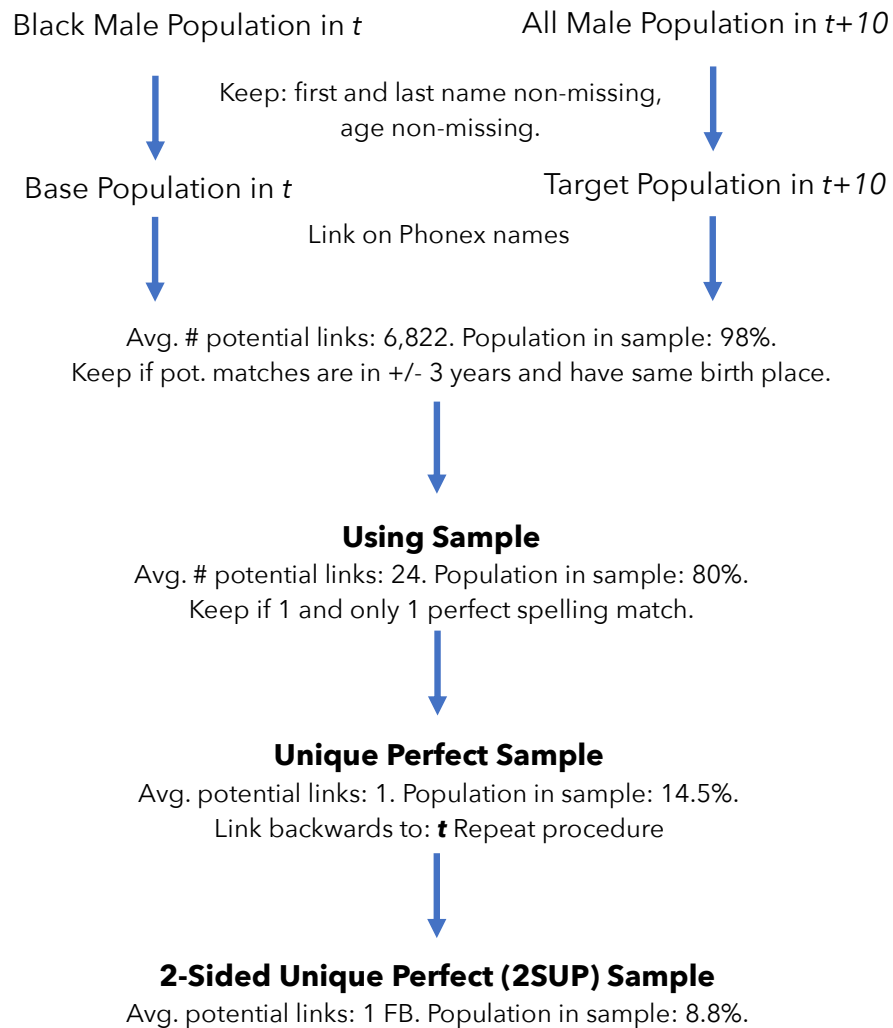 Black Male Population in t
All Male Population in t+10
Keep: first and last name non-missing,
age non-missing.
Base Population in t
Target Population in t+10
Link on Phonex names
Avg. # potential links: 6,822. Population in sample: 98%.
Keep if pot. matches are in +/- 3 years and have same birth place.
Using Sample
Avg. # potential links: 24. Population in sample: 80%.
Keep if 1 and only 1 perfect spelling match.
Unique Perfect Sample
Avg. potential links: 1. Population in sample: 14.5%.
Link backwards to: t Repeat procedure
2-Sided Unique Perfect (2SUP) Sample
Avg. potential links: 1 FB. Population in sample: 8.8%.